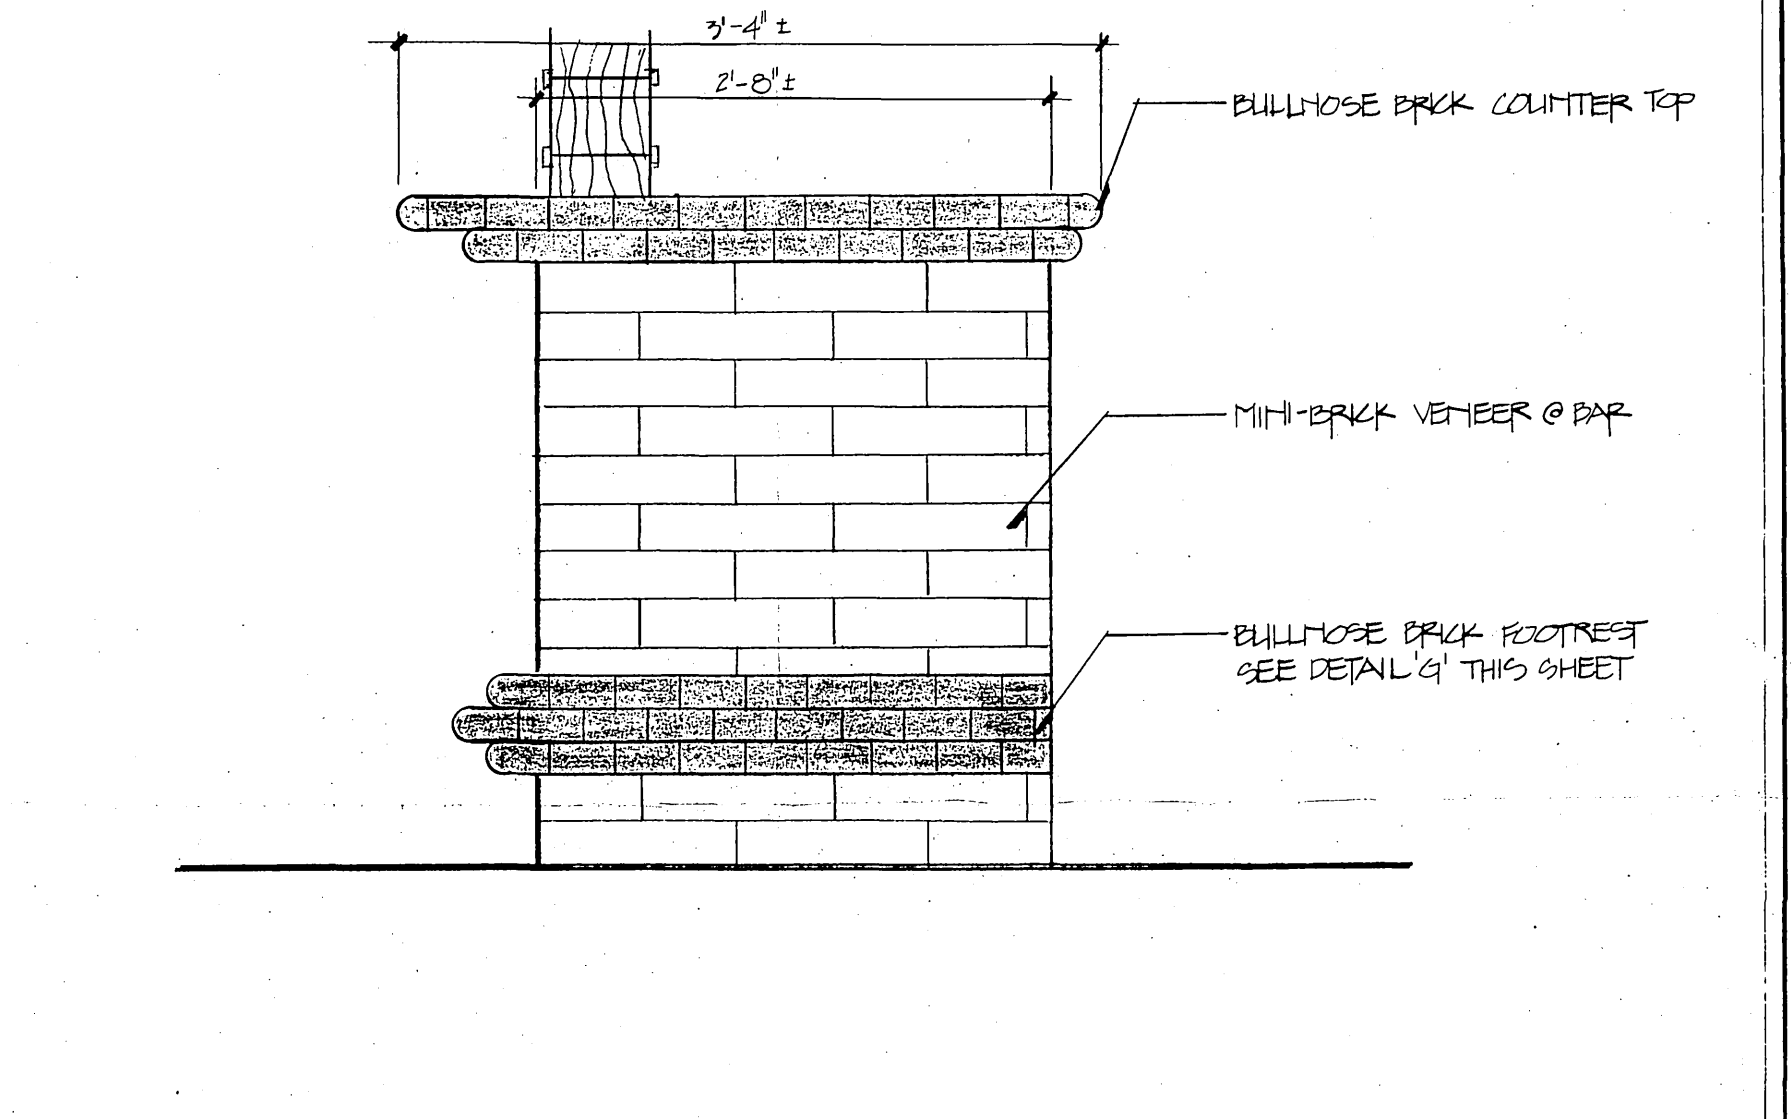 3'-4" ±
2'-8" ±
BULLNOSE BRICK COUNTER TOP
MINI-BRICK VENEER @ BAR
BULLNOSE BRICK FOOTREST
SEE DETAIL 'G' THIS SHEET